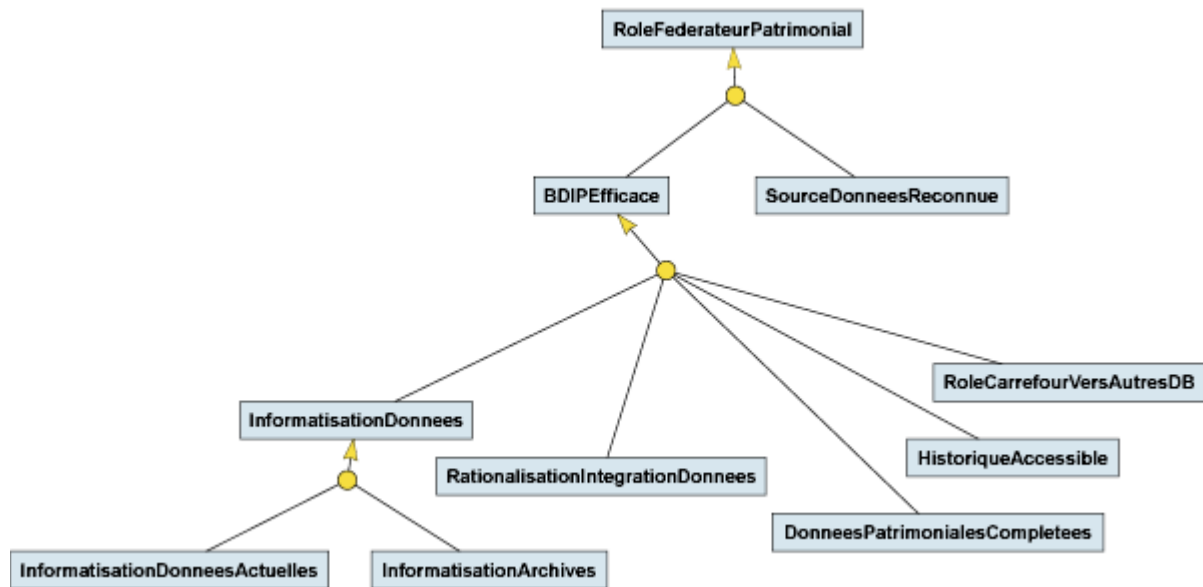 RoleFederateurPatrimonial
BDIPEfficace
SourceDonneesReconnue
RoleCarrefourVersAutresDB
InformatisationDonnees
HistoriqueAccessible
RationalisationIntegrationDonnees
DonneesPatrimonialesCompletees
InformatisationDonneesActuelles
InformatisationArchives